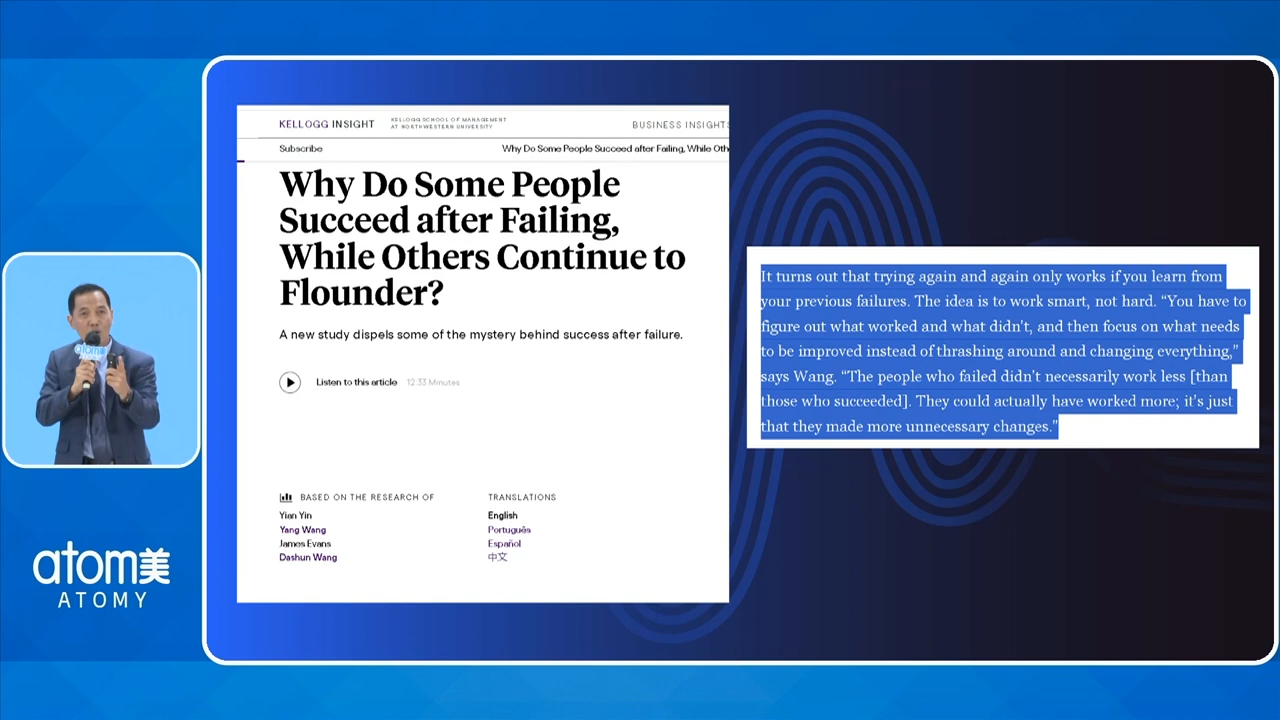 KELLOGG INSIGHT
KELLOGG SCHOOL OF MANAGEMENT
AT NORTHWESTERN UNIVERSITY
BUSINESS INSIGHTS
Subscribe
Why Do Some People Succeed after Failing, While Oth
Why Do Some People
Succeed after Failing,
While Others Continue to
Flounder?
A new study dispels some of the mystery behind success after failure.
Listen to this article 12:33 Minutes
BASED ON THE RESEARCH OF
Yian Yin
Yang Wang
James Evans
Dashun Wang
TRANSLATIONS
English
Português
Español
中文
It turns out that trying again and again only works if you learn from
your previous failures. The idea is to work smart, not hard. “You have to
figure out what worked and what didn’t, and then focus on what needs
to be improved instead of thrashing around and changing everything,”
says Wang. “The people who failed didn’t necessarily work less [than
those who succeeded]. They could actually have worked more; it’s just
that they made more unnecessary changes.”
atomy
atom美
ATOMY